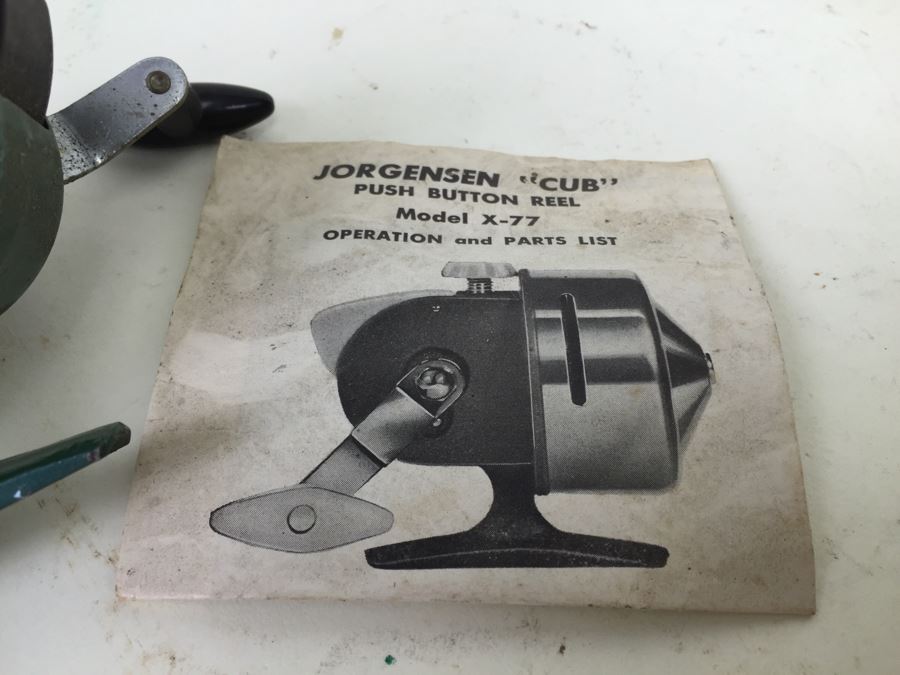 JORGENSEN "CUB"
PUSH BUTTON REEL
Model X-77
OPERATION and PARTS LIST